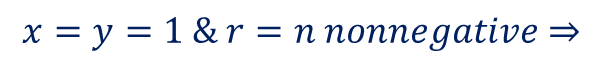 x = y = 1 & r = n nonnegative ⇒